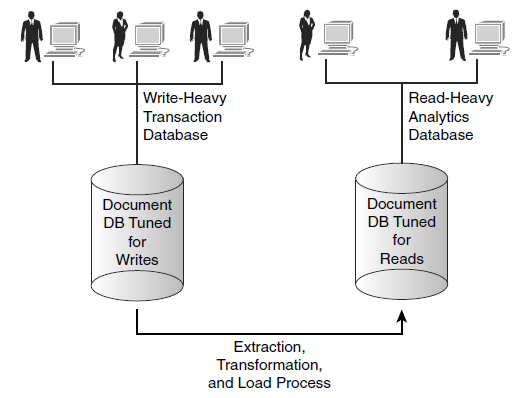 Write-Heavy
Transaction
Database
Read-Heavy
Analytics
Database
Document
DB Tuned
for
Writes
Document
DB Tuned
for
Reads
Extraction,
Transformation,
and Load Process